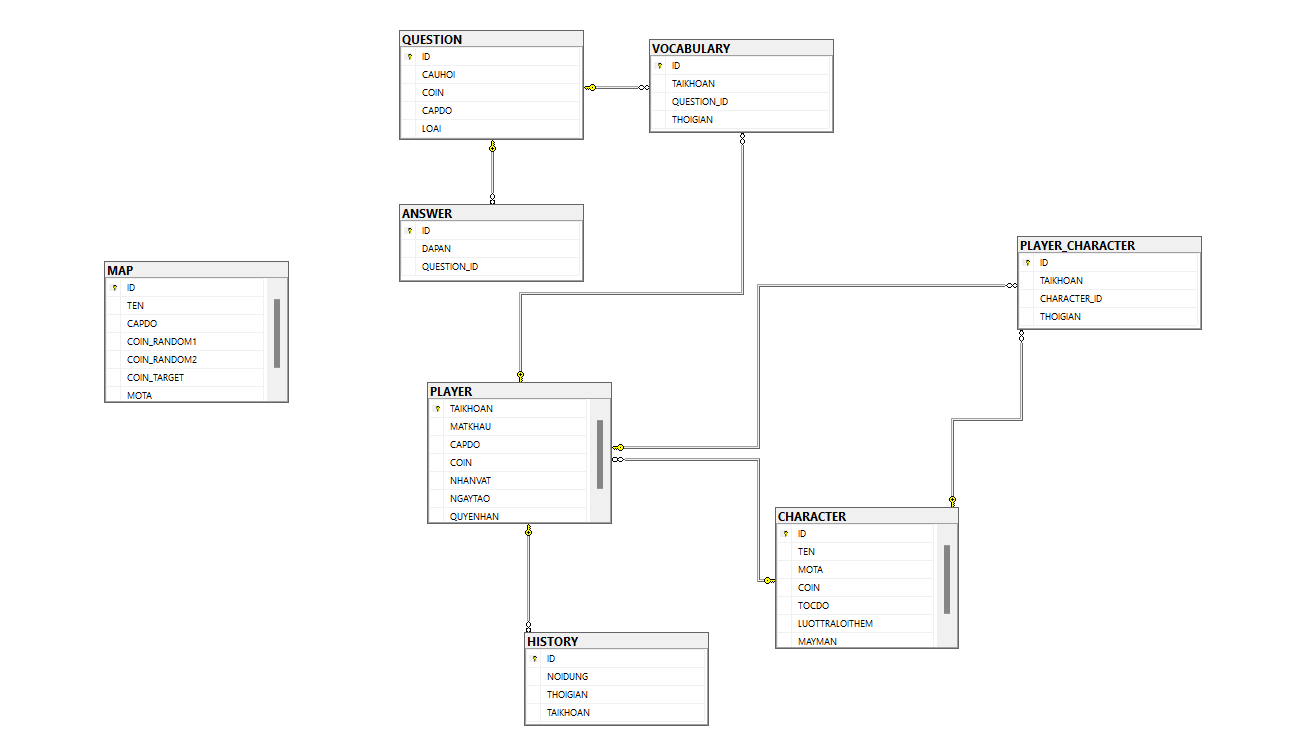 QUESTION
ID
CAUHOI
COIN
CAPDO
LOAI
VOCABULARY
ID
TAIKHOAN
QUESTION_ID
THOIGIAN
ANSWER
ID
DAPAN
QUESTION_ID
PLAYER_CHARACTER
ID
TAIKHOAN
CHARACTER_ID
THOIGIAN
MAP
ID
TEN
CAPDO
COIN_RANDOM1
COIN_RANDOM2
COIN_TARGET
MOTA
PLAYER
TAIKHOAN
MATKHAU
CAPDO
COIN
NHANVAT
NGAYTAO
QUYENHAN
CHARACTER
ID
TEN
MOTA
COIN
TOCDO
LUOTTRALOITHEM
MAYMAN
HISTORY
ID
NOIDUNG
THOIGIAN
TAIKHOAN